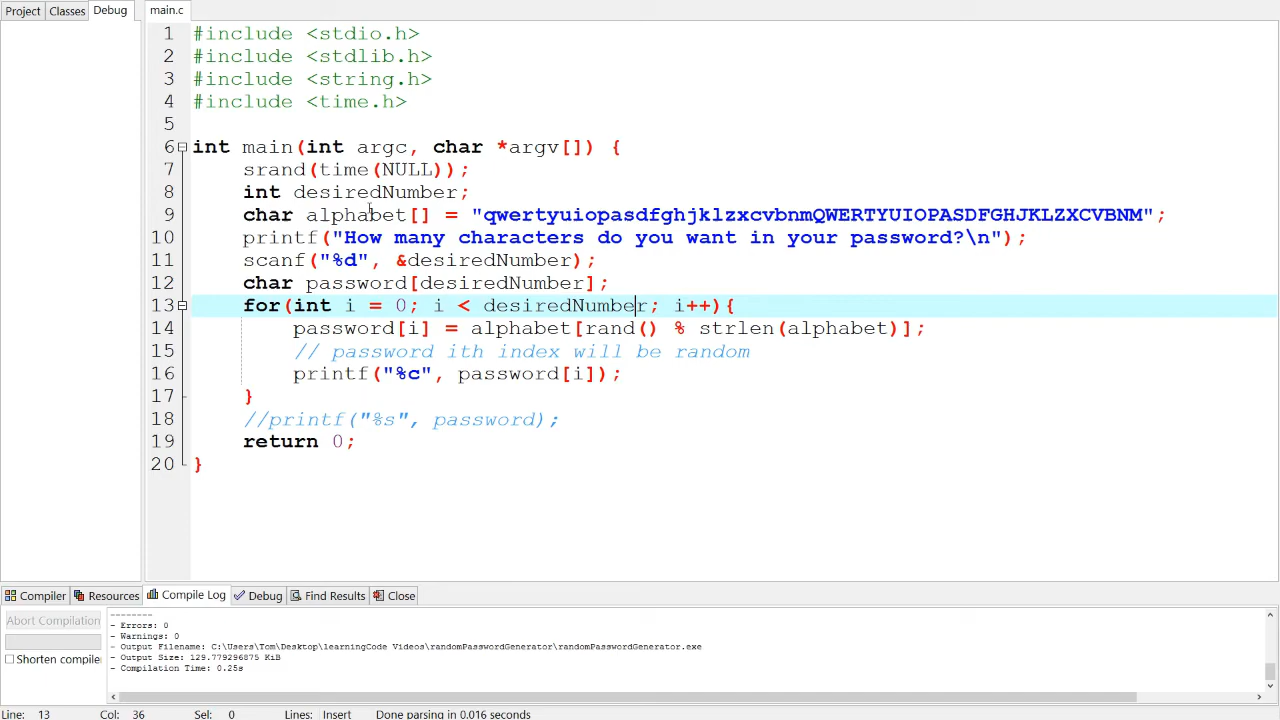 Project Classes Debug main.c
1 #include <stdio.h>
2 #include <stdlib.h>
3 #include <string.h>
4 #include <time.h>
5
6 int main(int argc, char *argv[]) {
7 srand(time(NULL));
8 int desiredNumber;
9 char alphabet[] = "qwertyuiopasdfghjklzxcvbnmQWERTYUIOPASDFGHJKLZXCVBNM";
10 printf("How many characters do you want in your password?\n");
11 scanf("%d", &desiredNumber);
12 char password[desiredNumber];
13 for(int i = 0; i < desiredNumber; i++){
14 password[i] = alphabet[rand() % strlen(alphabet)];
15 // password ith index will be random
16 printf("%c", password[i]);
17 }
18 //printf("%s", password);
19 return 0;
20 }
Compiler Resources Compile Log Debug Find Results Close
Abort Compilation
Shorten compiler
--------
- Errors: 0
- Warnings: 0
- Output Filename: C:\Users\Tom\Desktop\learningCode Videos\randomPasswordGenerator\randomPasswordGenerator.exe
- Output Size: 129.779296875 KiB
- Compilation Time: 0.25s
Line: 13 Col: 36 Sel: 0 Lines: Insert Done parsing in 0.016 seconds